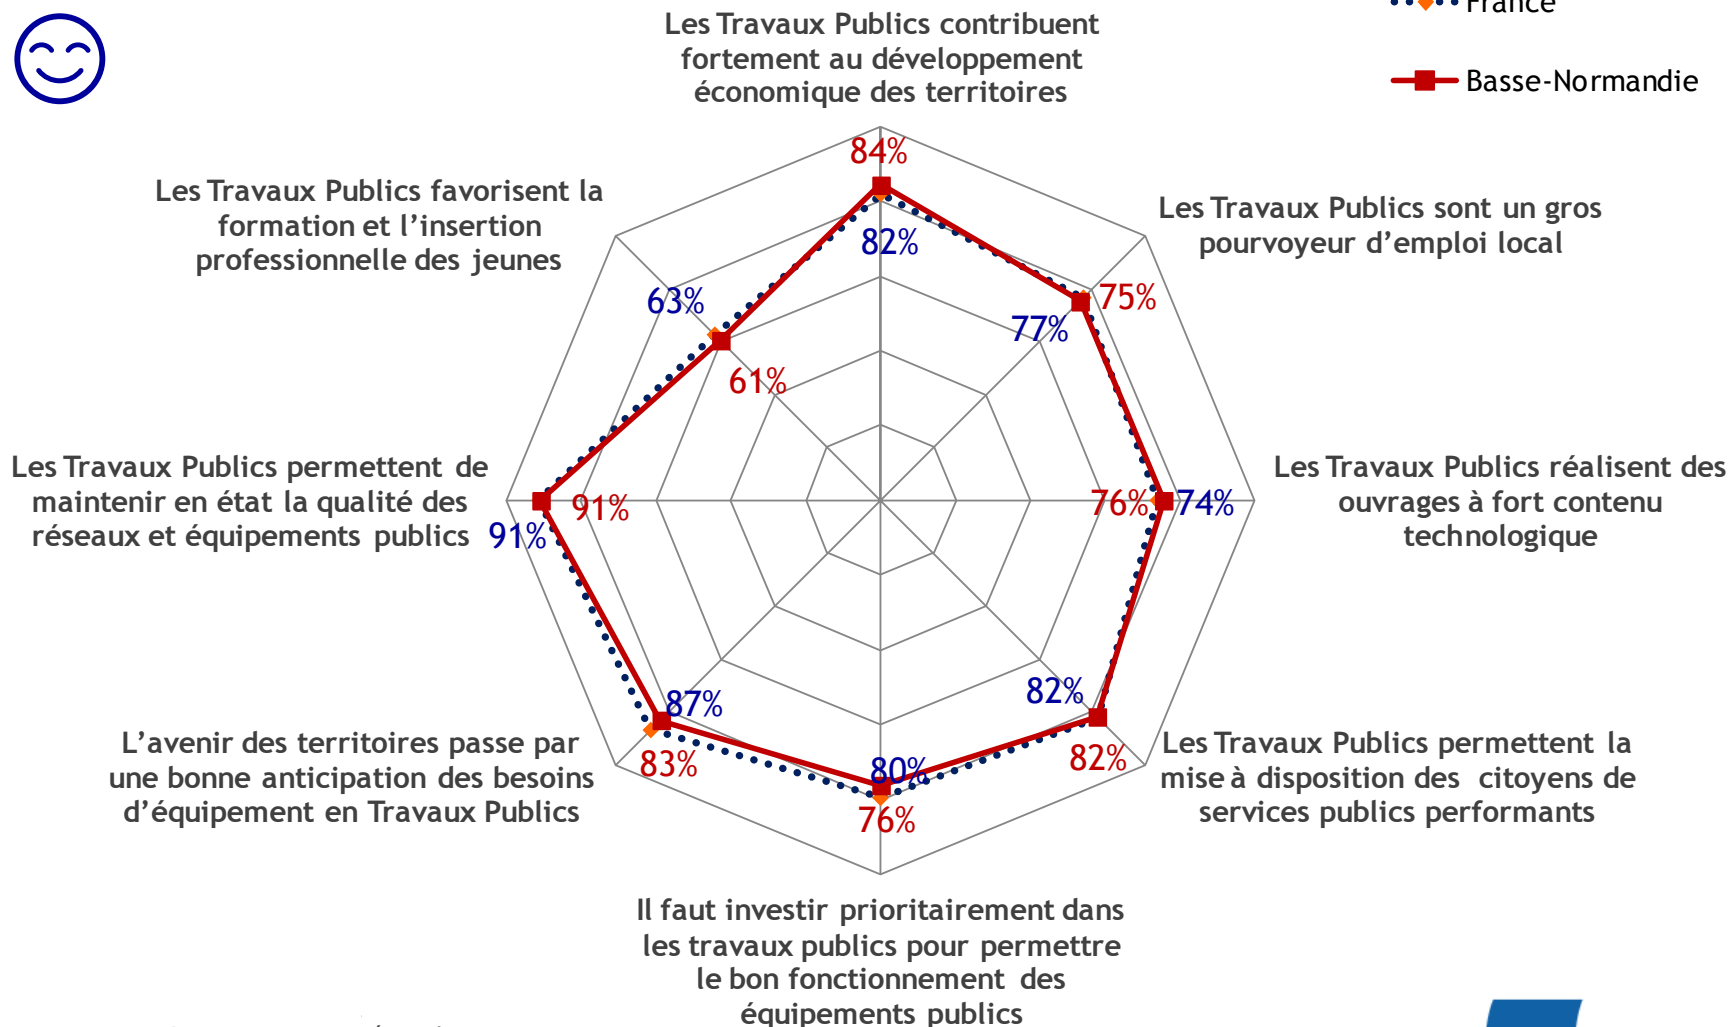 France
Basse-Normandie
Les Travaux Publics contribuent
fortement au développement
économique des territoires
84%
82%
Les Travaux Publics sont un gros
pourvoyeur d’emploi local
75%
77%
Les Travaux Publics réalisent des
ouvrages à fort contenu
technologique
76%
74%
Les Travaux Publics permettent la
mise à disposition des citoyens de
services publics performants
82%
82%
Il faut investir prioritairement dans
les travaux publics pour permettre
le bon fonctionnement des
équipements publics
80%
76%
L’avenir des territoires passe par
une bonne anticipation des besoins
d’équipement en Travaux Publics
87%
83%
Les Travaux Publics permettent de
maintenir en état la qualité des
réseaux et équipements publics
91%
91%
Les Travaux Publics favorisent la
formation et l’insertion
professionnelle des jeunes
63%
61%